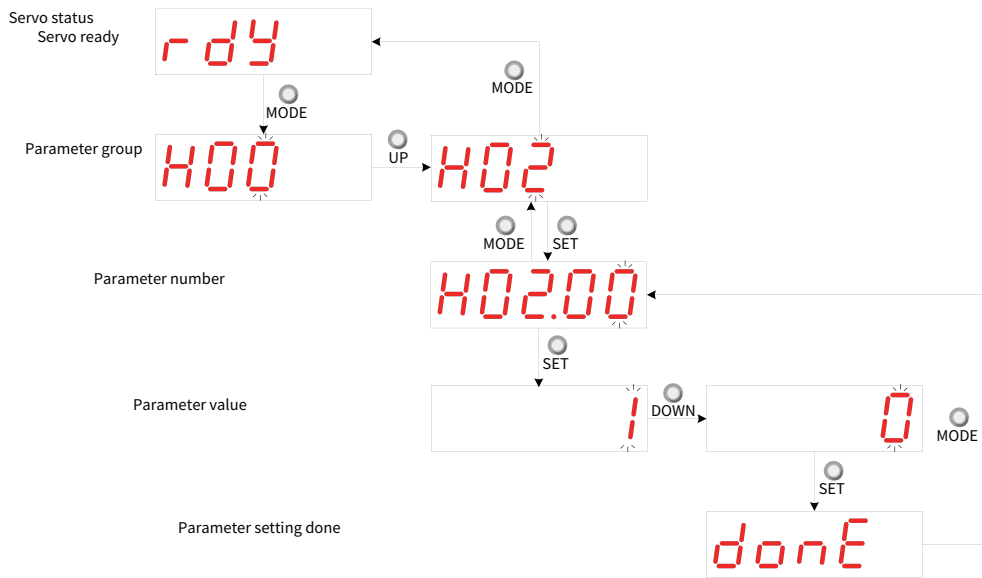 Servo status
Servo ready
rdy
MODE
MODE
Parameter group
H00
UP
H02
MODE
SET
Parameter number
H02.00
SET
Parameter value
1
DOWN
0
MODE
SET
Parameter setting done
donE